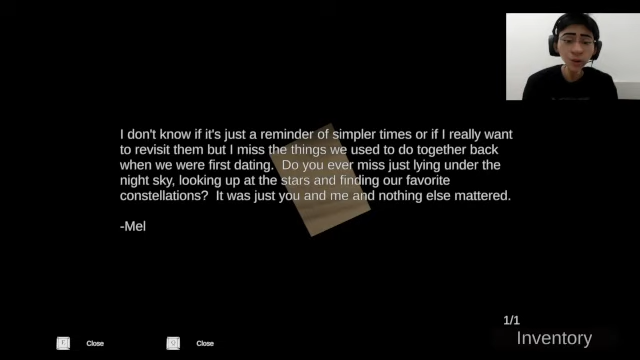 I don't know if it's just a reminder of simpler times or if I really want
to revisit them but I miss the things we used to do together back
when we were first dating.  Do you ever miss just lying under the
night sky, looking up at the stars and finding our favorite
constellations?  It was just you and me and nothing else mattered.
-Mel
1/1
Inventory
Close
Close